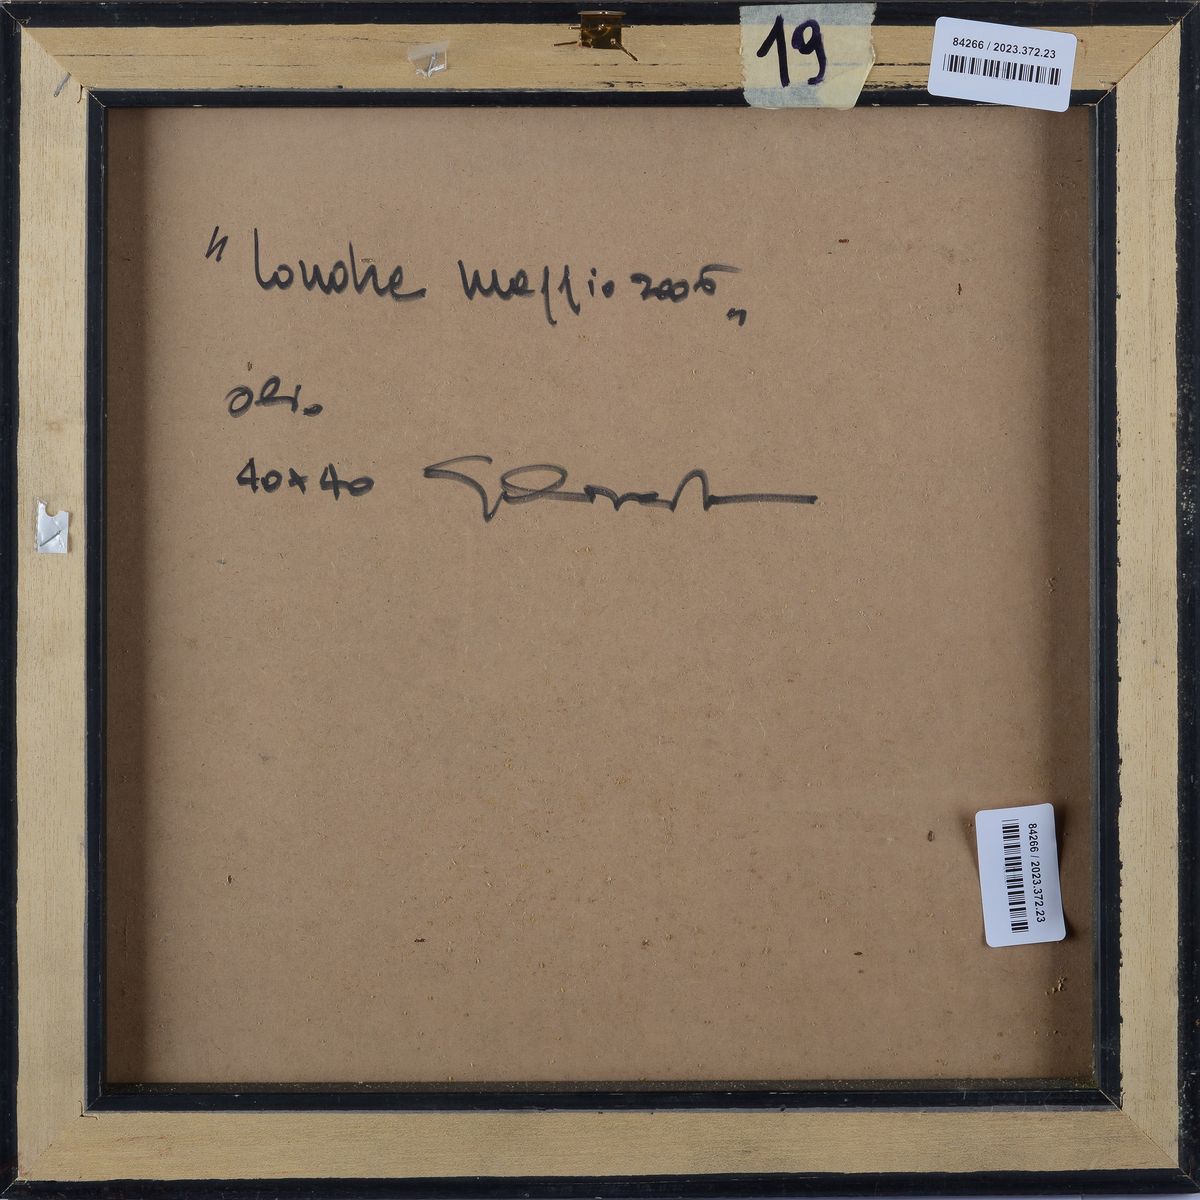 19
84266 / 2023.372.23
"Londra maggio 2005"
olio
40x40
84266 / 2023.372.23